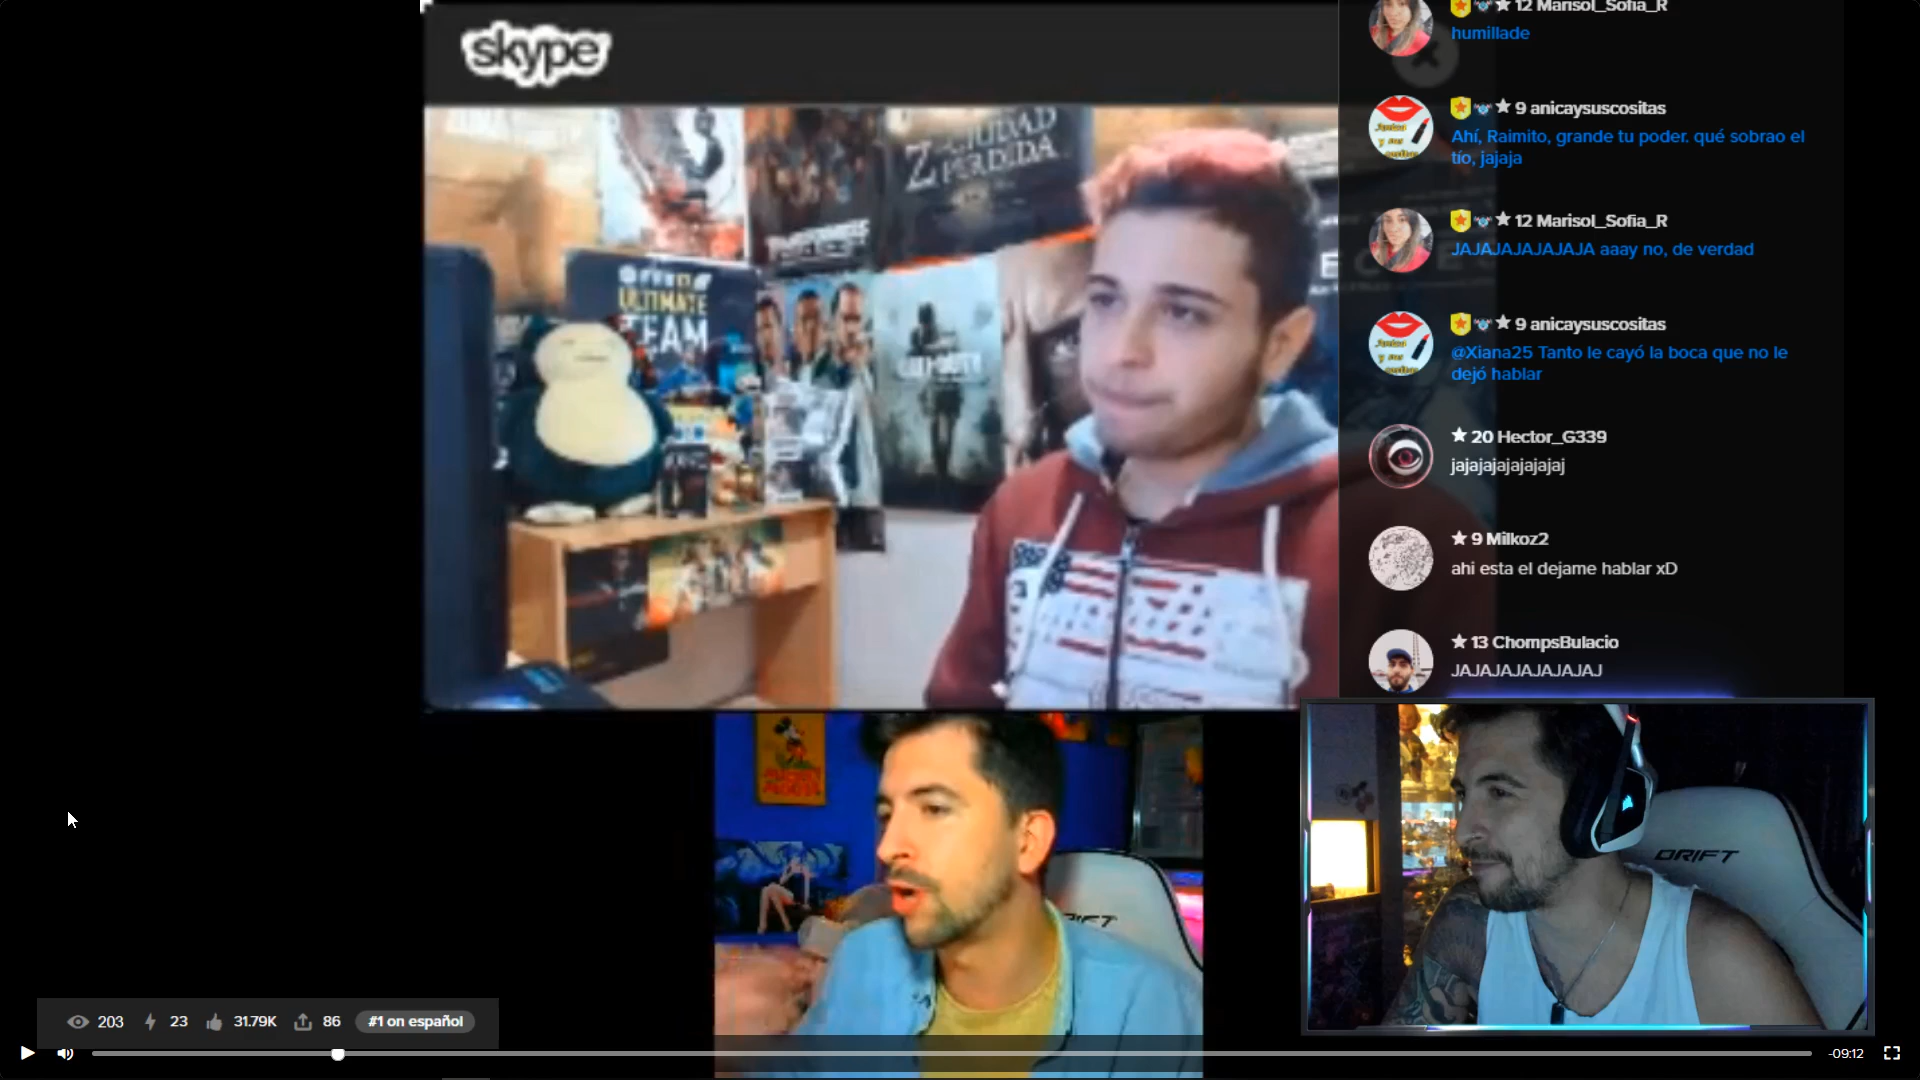 skype
Z CIUDAD
PERDIDA
ULTIMATE
TEAM
12 Marisol_Sofia_R
humillade
9 anicaysuscositas
Ahí, Raimito, grande tu poder. qué sobrao el
tío, jajaja
12 Marisol_Sofia_R
JAJAJAJAJAJAJA aaay no, de verdad
9 anicaysuscositas
@Xiana25 Tanto le cayó la boca que no le
dejó hablar
20 Hector_G339
jajajajajajajajaj
9 Milkoz2
ahi esta el dejame hablar xD
13 ChompsBulacio
JAJAJAJAJAJAJAJ
DRIFT
203 23 31.79K 86 #1 on español
-09:12